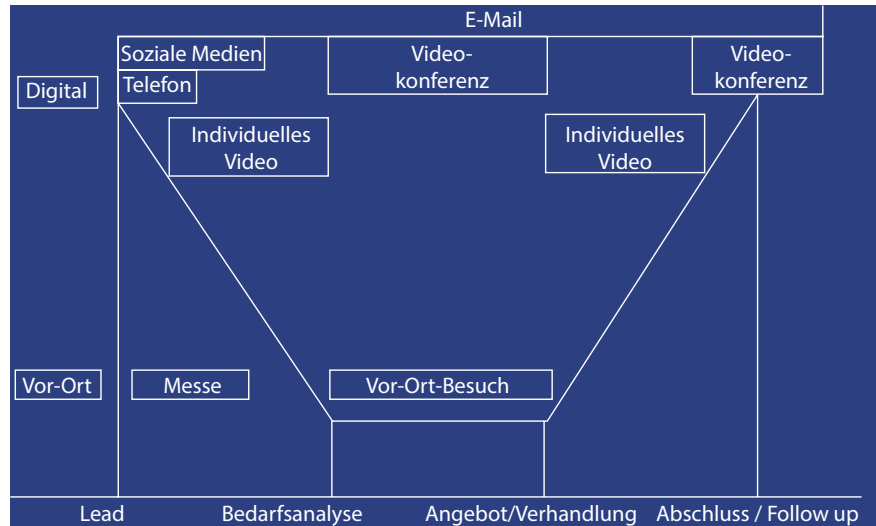 E-Mail
Soziale Medien
Video-
konferenz
Video-
konferenz
Digital
Telefon
Individuelles
Video
Individuelles
Video
Vor-Ort
Messe
Vor-Ort-Besuch
Lead
Bedarfsanalyse
Angebot/Verhandlung
Abschluss / Follow up